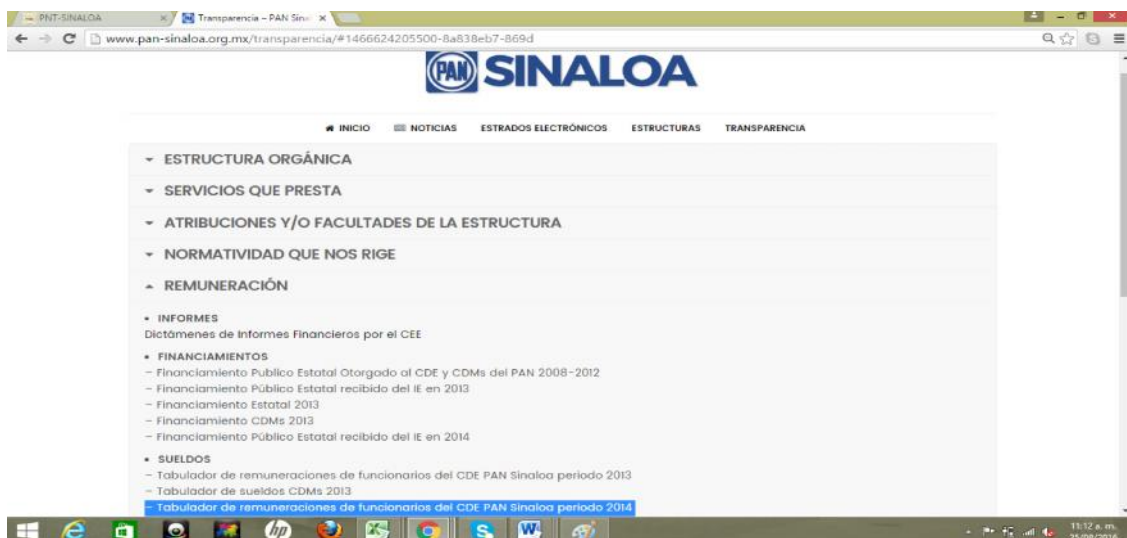 PNT-SINALOA
Transparencia – PAN Sin
www.pan-sinaloa.org.mx/transparencia/#1466624205500-8a838eb7-869d
PAN SINALOA
INICIO NOTICIAS ESTRADOS ELECTRÓNICOS ESTRUCTURAS TRANSPARENCIA
ESTRUCTURA ORGÁNICA
SERVICIOS QUE PRESTA
ATRIBUCIONES Y/O FACULTADES DE LA ESTRUCTURA
NORMATIVIDAD QUE NOS RIGE
REMUNERACIÓN
• INFORMES
Dictámenes de Informes Financieros por el CEE
• FINANCIAMIENTOS
– Financiamiento Publico Estatal Otorgado al CDE y CDMs del PAN 2008-2012
– Financiamiento Público Estatal recibido del IE en 2013
– Financiamiento Estatal 2013
– Financiamiento CDMs 2013
– Financiamiento Público Estatal recibido del IE en 2014
• SUELDOS
– Tabulador de remuneraciones de funcionarios del CDE PAN Sinaloa periodo 2013
– Tabulador de sueldos CDMs 2013
– Tabulador de remuneraciones de funcionarios del CDE PAN Sinaloa periodo 2014
hp
11:12 a. m.
25/08/2016